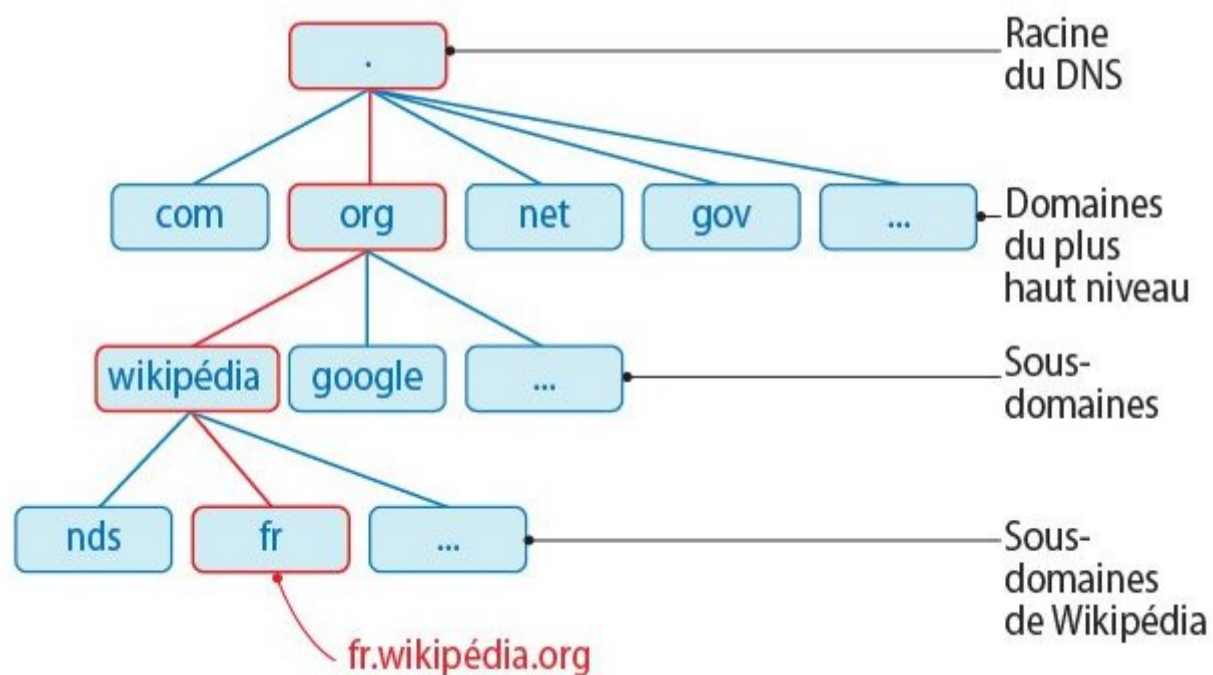 .
Racine
du DNS
com
org
net
gov
...
Domaines
du plus
haut niveau
wikipédia
google
...
Sous-
domaines
nds
fr
...
Sous-
domaines
de Wikipédia
fr.wikipédia.org